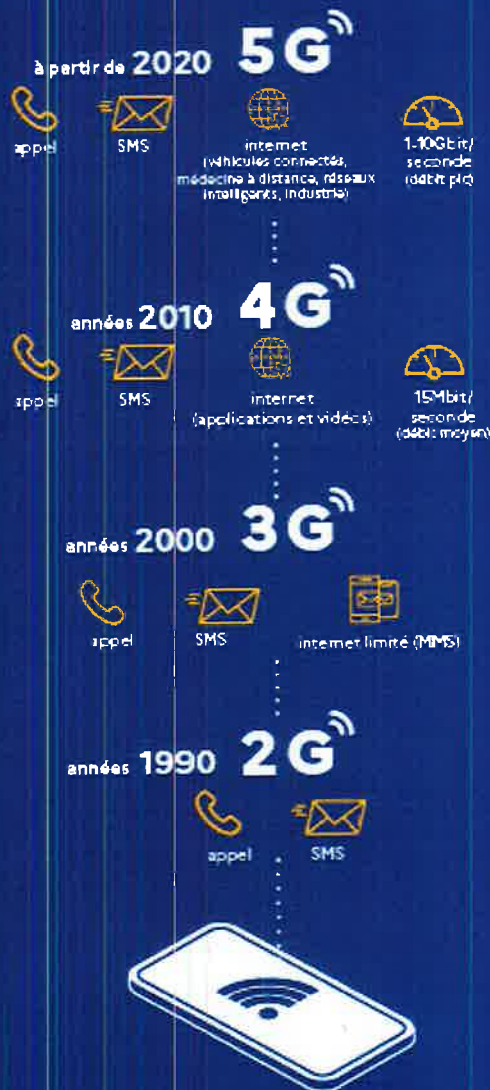 à partir de 2020 5G
appel
SMS
internet
(véhicules connectés,
médecine à distance, réseaux
intelligents, industrie)
1-10Gbit/
seconde
(débit pic)
années 2010 4G
appel
SMS
internet
(applications et vidéos)
15Mbit/
seconde
(débit moyen)
années 2000 3G
appel
SMS
internet limité (MMS)
années 1990 2G
appel
SMS